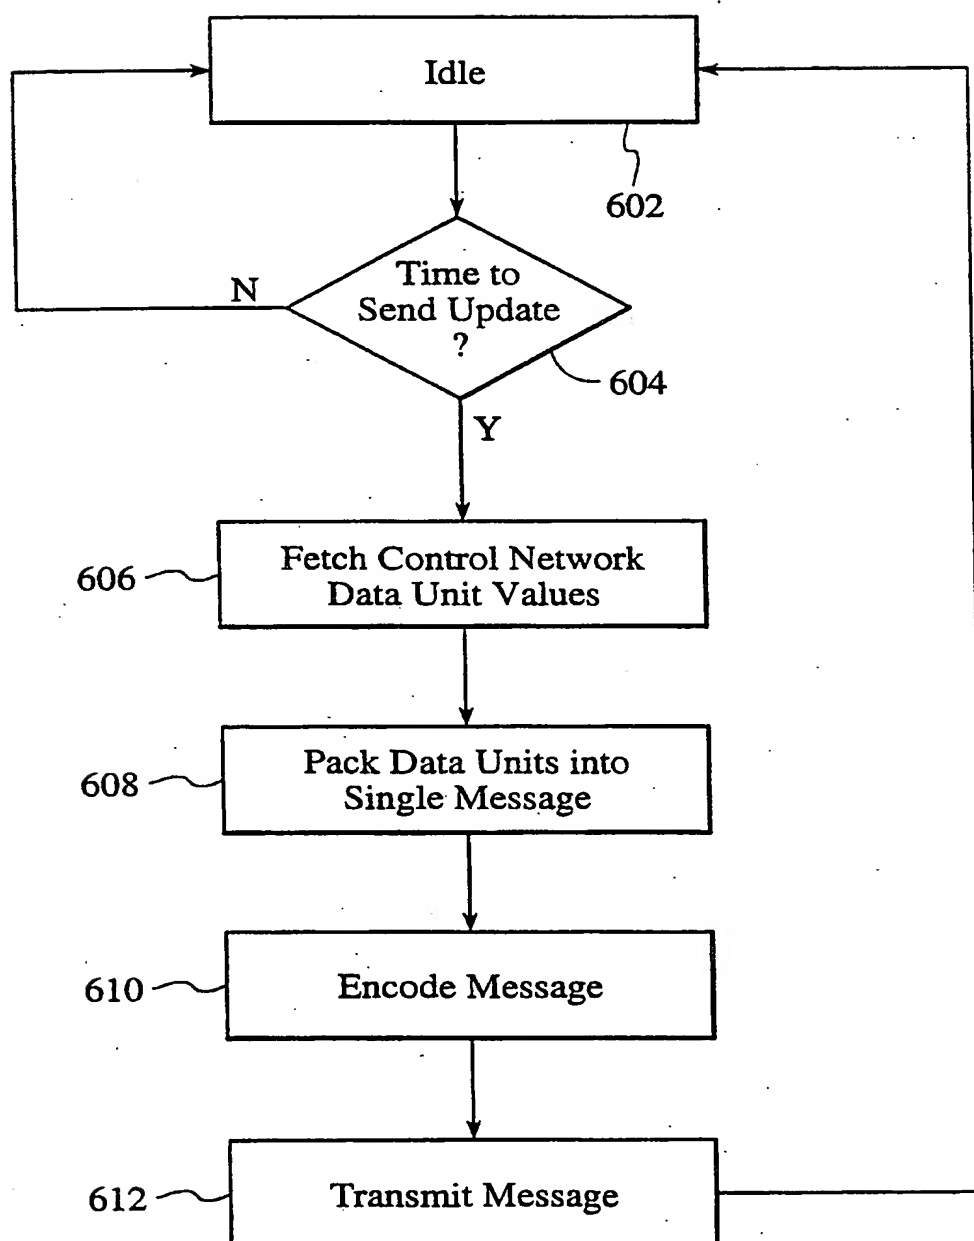 Idle
602
Time to
Send Update
?
N
604
Y
Fetch Control Network
Data Unit Values
606
Pack Data Units into
Single Message
608
Encode Message
610
Transmit Message
612